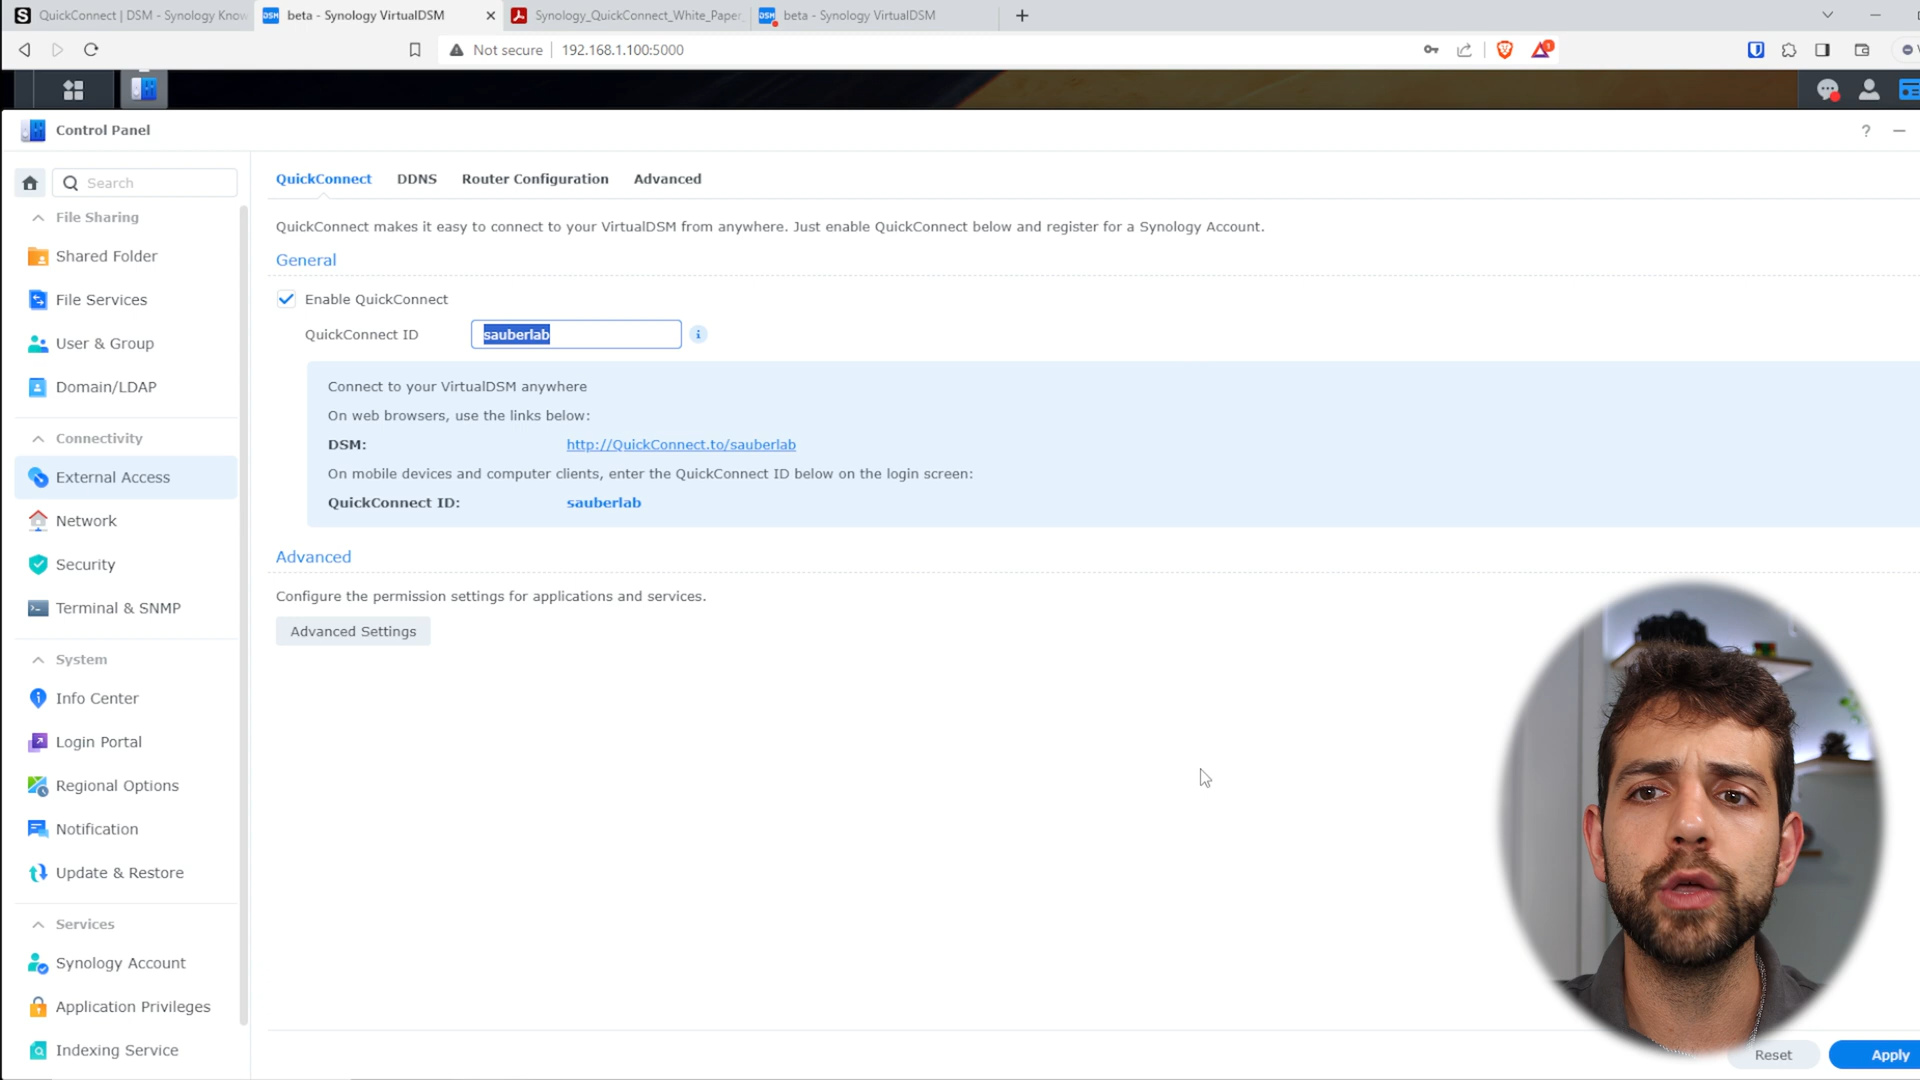 QuickConnect | DSM - Synology Know
beta - Synology VirtualDSM
Synology_QuickConnect_White_Paper
beta - Synology VirtualDSM
Not secure
192.168.1.100:5000
Control Panel
Search
File Sharing
Shared Folder
File Services
User & Group
Domain/LDAP
Connectivity
External Access
Network
Security
Terminal & SNMP
System
Info Center
Login Portal
Regional Options
Notification
Update & Restore
Services
Synology Account
Application Privileges
Indexing Service
QuickConnect DDNS Router Configuration Advanced
QuickConnect makes it easy to connect to your VirtualDSM from anywhere. Just enable QuickConnect below and register for a Synology Account.
General
Enable QuickConnect
QuickConnect ID sauberlab
Connect to your VirtualDSM anywhere
On web browsers, use the links below:
DSM: http://QuickConnect.to/sauberlab
On mobile devices and computer clients, enter the QuickConnect ID below on the login screen:
QuickConnect ID: sauberlab
Advanced
Configure the permission settings for applications and services.
Advanced Settings
Reset
Apply